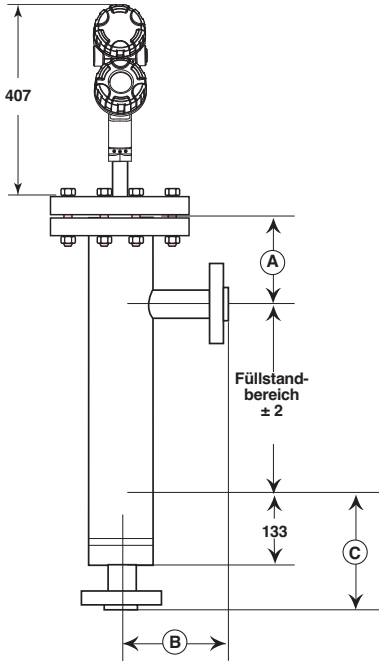 407
A
Füllstand-
bereich
± 2
133
C
B